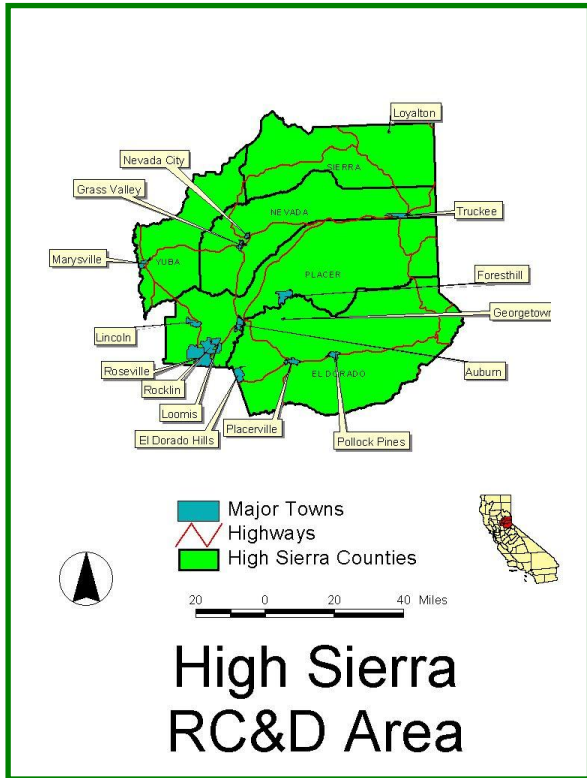 Loyalton
Nevada City
SIERRA
Grass Valley
NEVADA
Truckee
Marysville
YUBA
PLACER
Foresthill
Georgetown
Lincoln
Auburn
Roseville
Rocklin
EL DORADO
Loomis
El Dorado Hills
Placerville
Pollock Pines
Major Towns
Highways
High Sierra Counties
20 0 20 40 Miles
High Sierra
RC&D Area